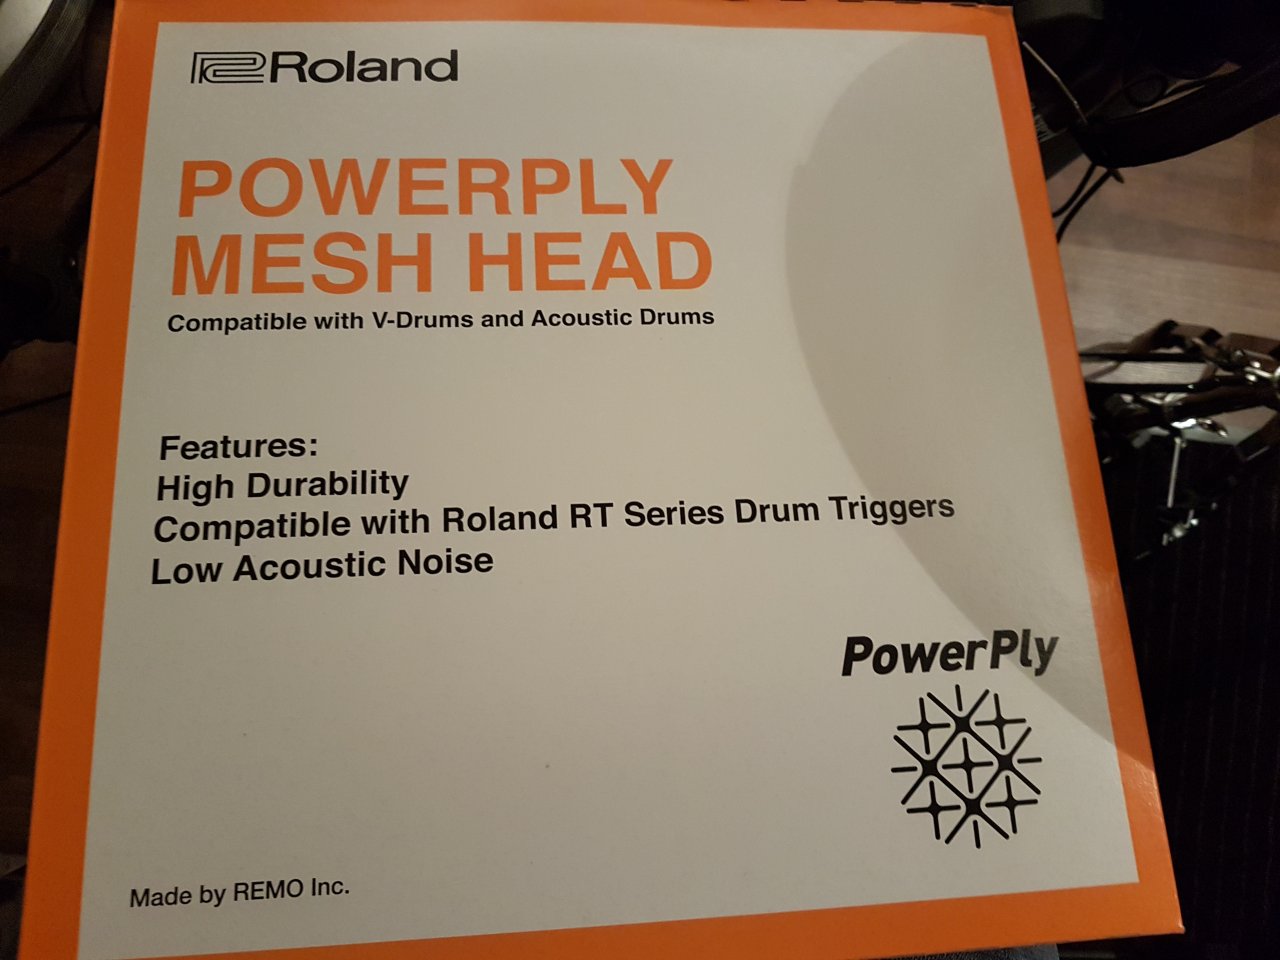 Roland
POWERPLY
MESH HEAD
Compatible with V-Drums and Acoustic Drums
Features:
High Durability
Compatible with Roland RT Series Drum Triggers
Low Acoustic Noise
PowerPly
Made by REMO Inc.